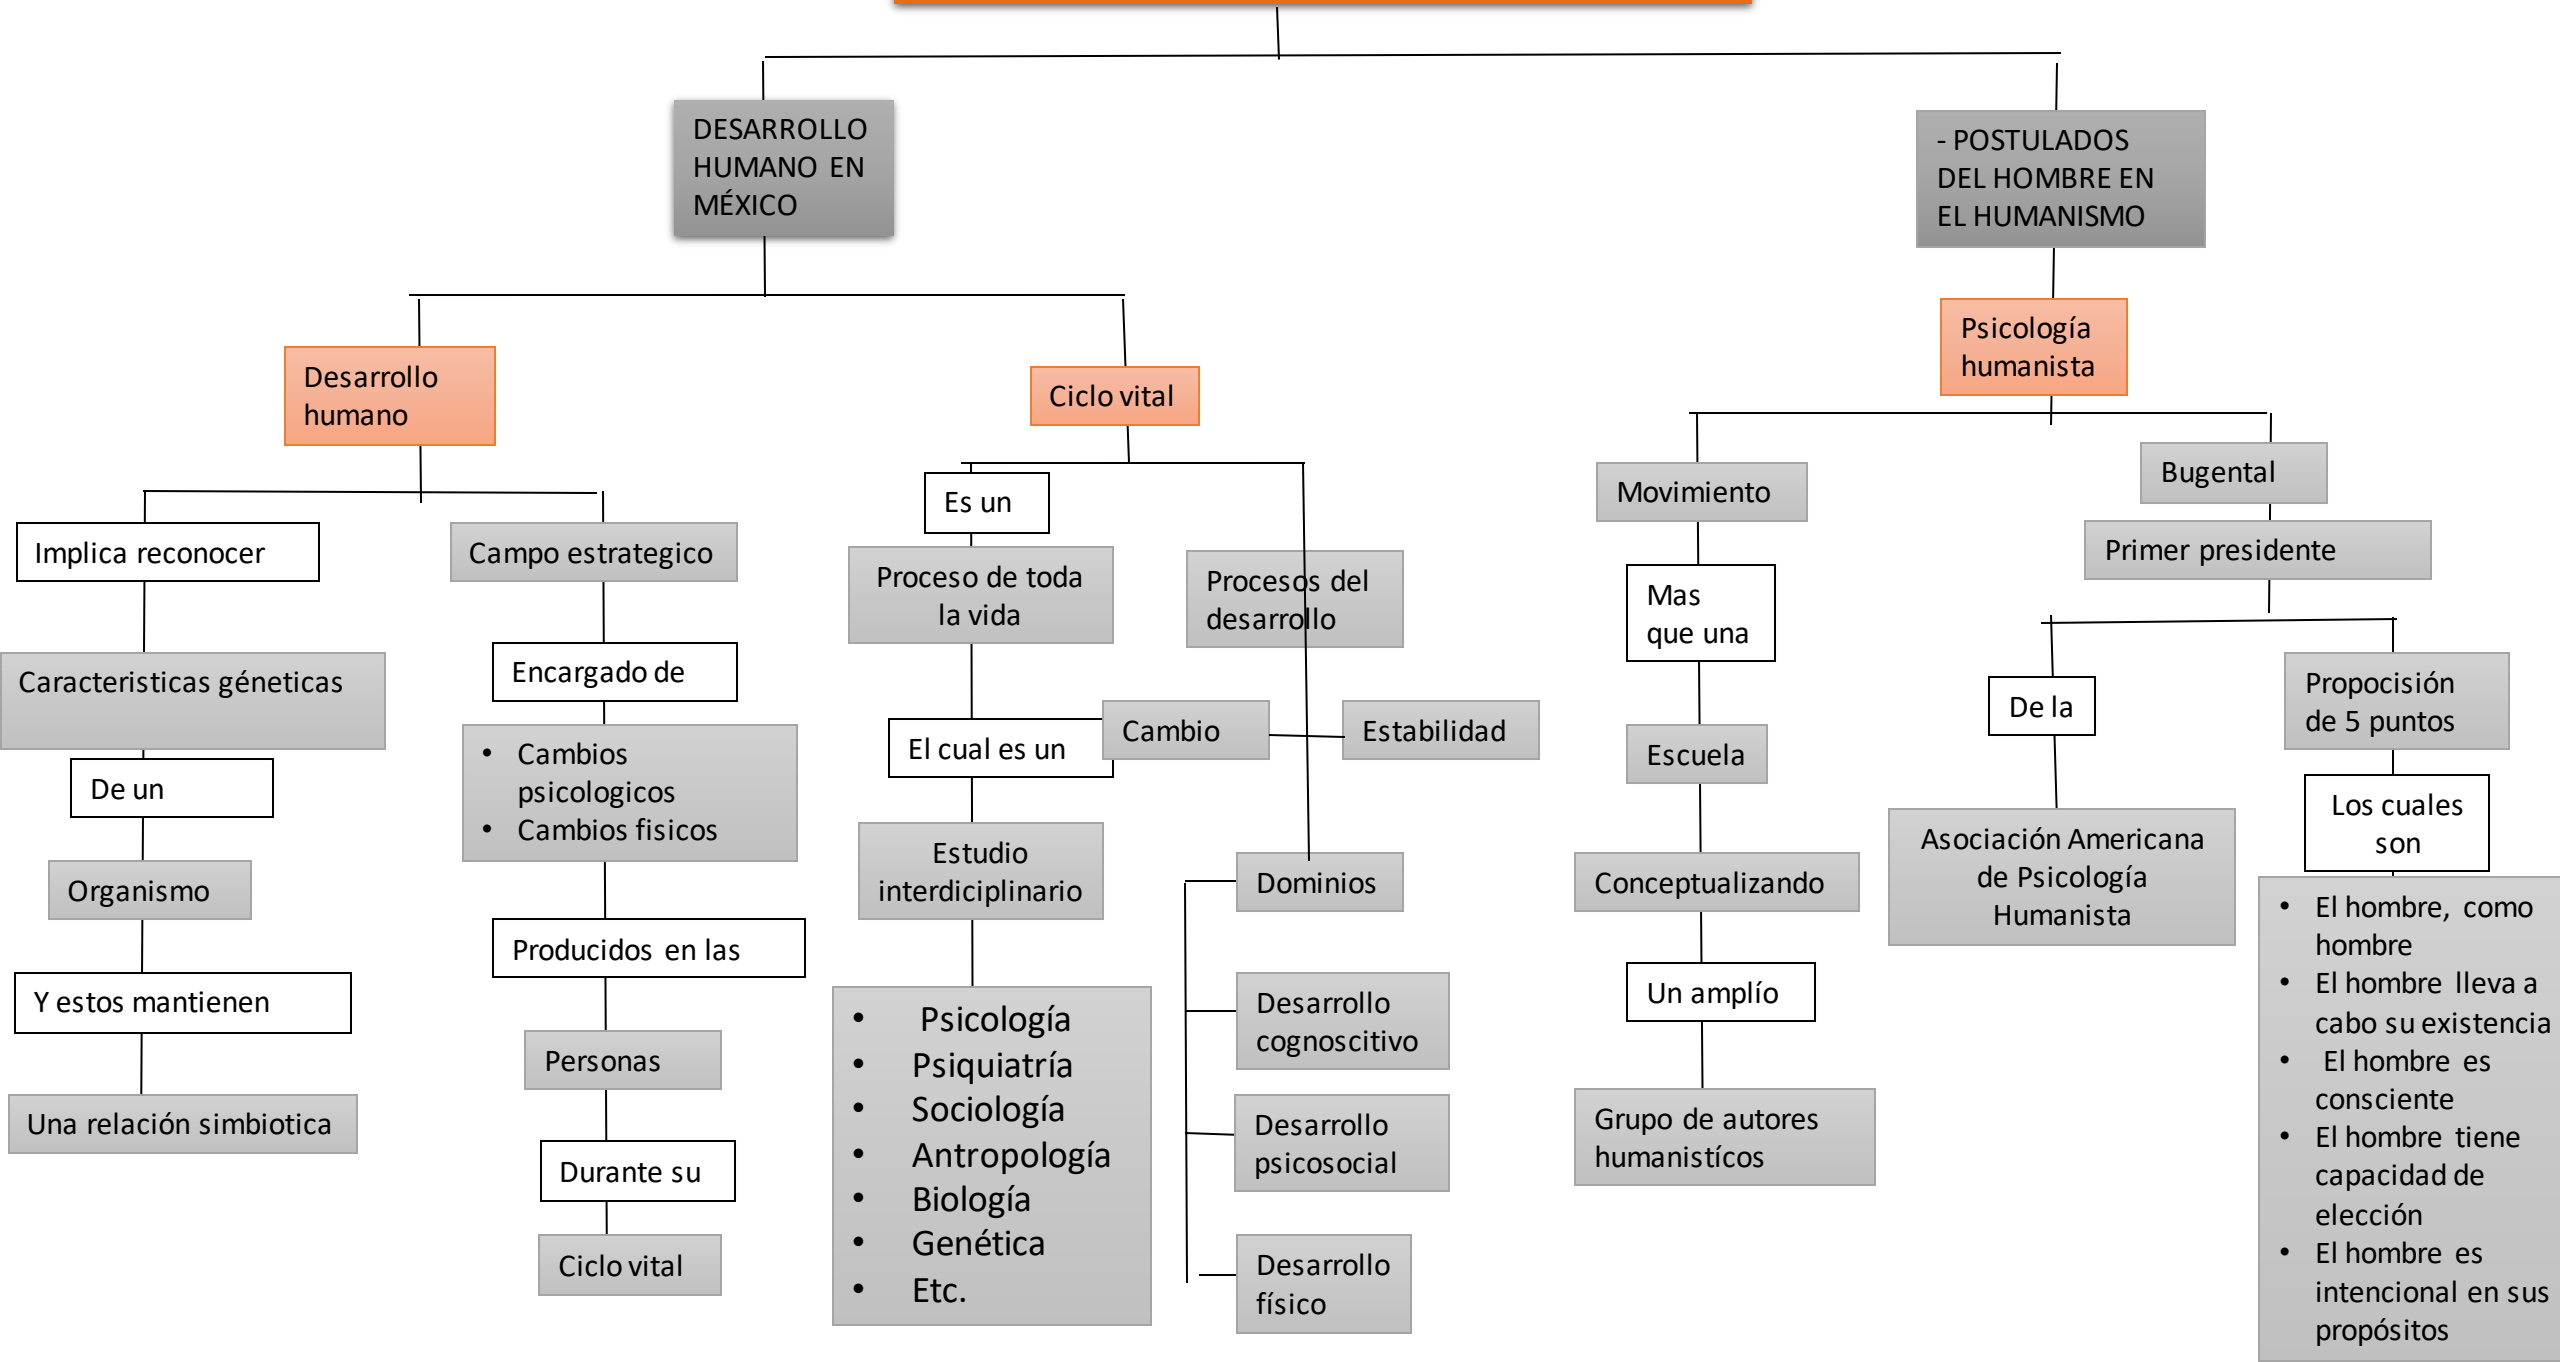 DESARROLLO
HUMANO EN
MÉXICO
- POSTULADOS
DEL HOMBRE EN
EL HUMANISMO
Desarrollo
humano
Ciclo vital
Psicología
humanista
Implica reconocer
Caracteristicas géneticas
De un
Organismo
Y estos mantienen
Una relación simbiotica
Campo estrategico
Encargado de
• Cambios
psicologicos
• Cambios fisicos
Producidos en las
Personas
Durante su
Ciclo vital
Es un
Proceso de toda
la vida
El cual es un
Estudio
interdiciplinario
• Psicología
• Psiquiatría
• Sociología
• Antropología
• Biología
• Genética
• Etc.
Procesos del
desarrollo
Cambio
Estabilidad
Dominios
Desarrollo
cognoscitivo
Desarrollo
psicosocial
Desarrollo
físico
Movimiento
Mas
que una
Escuela
Conceptualizando
Un amplío
Grupo de autores
humanistícos
Bugental
Primer presidente
De la
Asociación Americana
de Psicología
Humanista
Propocisión
de 5 puntos
Los cuales
son
• El hombre, como
hombre
• El hombre lleva a
cabo su existencia
• El hombre es
consciente
• El hombre tiene
capacidad de
elección
• El hombre es
intencional en sus
propósitos